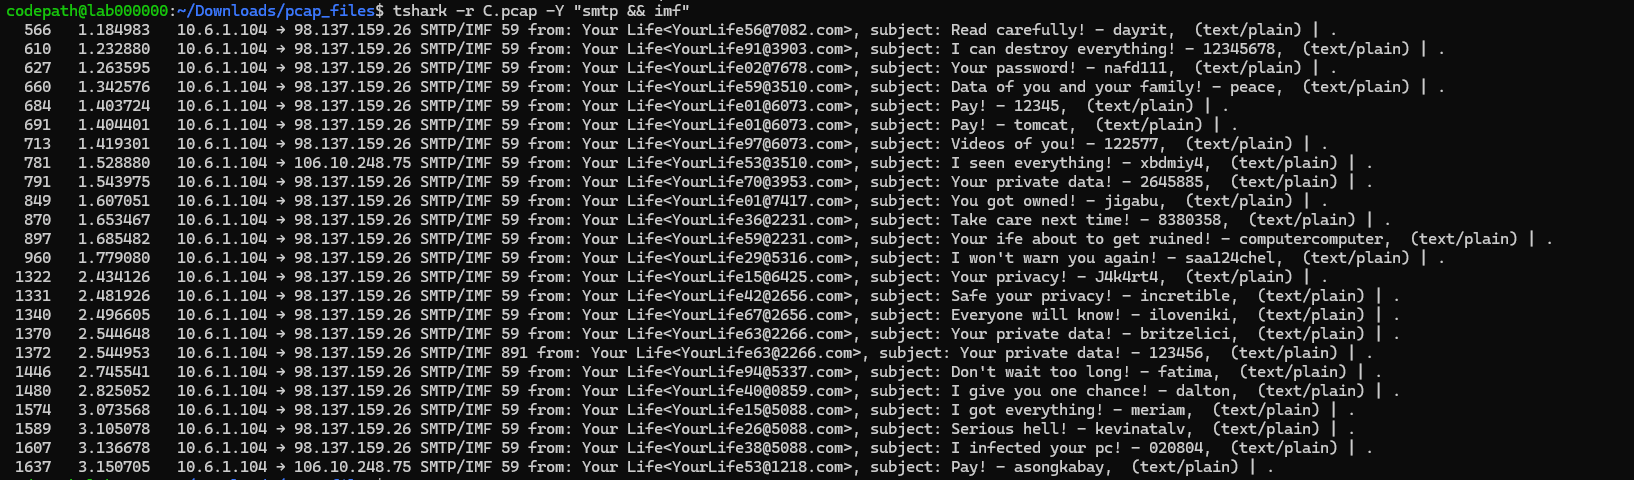 codepath@lab000000:~/Downloads/pcap_files$ tshark -r C.pcap -Y "smtp && imf"
566 1.184983 10.6.1.104 → 98.137.159.26 SMTP/IMF 59 from: Your Life<YourLife56@7082.com>, subject: Read carefully! - dayrit, (text/plain) | .
610 1.232880 10.6.1.104 → 98.137.159.26 SMTP/IMF 59 from: Your Life<YourLife91@3903.com>, subject: I can destroy everything! - 12345678, (text/plain) | .
627 1.263595 10.6.1.104 → 98.137.159.26 SMTP/IMF 59 from: Your Life<YourLife02@7678.com>, subject: Your password! - nafd111, (text/plain) | .
660 1.342576 10.6.1.104 → 98.137.159.26 SMTP/IMF 59 from: Your Life<YourLife59@3510.com>, subject: Data of you and your family! - peace, (text/plain) | .
684 1.403724 10.6.1.104 → 98.137.159.26 SMTP/IMF 59 from: Your Life<YourLife01@6073.com>, subject: Pay! - 12345, (text/plain) | .
691 1.404401 10.6.1.104 → 98.137.159.26 SMTP/IMF 59 from: Your Life<YourLife01@6073.com>, subject: Pay! - tomcat, (text/plain) | .
713 1.419301 10.6.1.104 → 98.137.159.26 SMTP/IMF 59 from: Your Life<YourLife97@6073.com>, subject: Videos of you! - 122577, (text/plain) | .
781 1.528880 10.6.1.104 → 106.10.248.75 SMTP/IMF 59 from: Your Life<YourLife53@3510.com>, subject: I seen everything! - xbdmiy4, (text/plain) | .
791 1.543975 10.6.1.104 → 98.137.159.26 SMTP/IMF 59 from: Your Life<YourLife70@3953.com>, subject: Your private data! - 2645885, (text/plain) | .
849 1.607051 10.6.1.104 → 98.137.159.26 SMTP/IMF 59 from: Your Life<YourLife01@7417.com>, subject: You got owned! - jigabu, (text/plain) | .
870 1.653467 10.6.1.104 → 98.137.159.26 SMTP/IMF 59 from: Your Life<YourLife36@2231.com>, subject: Take care next time! - 8380358, (text/plain) | .
897 1.685482 10.6.1.104 → 98.137.159.26 SMTP/IMF 59 from: Your Life<YourLife59@2231.com>, subject: Your ife about to get ruined! - computercomputer, (text/plain) | .
960 1.779080 10.6.1.104 → 98.137.159.26 SMTP/IMF 59 from: Your Life<YourLife29@5316.com>, subject: I won't warn you again! - saa124chel, (text/plain) | .
1322 2.434126 10.6.1.104 → 98.137.159.26 SMTP/IMF 59 from: Your Life<YourLife15@6425.com>, subject: Your privacy! - J4k4rt4, (text/plain) | .
1331 2.481926 10.6.1.104 → 98.137.159.26 SMTP/IMF 59 from: Your Life<YourLife42@2656.com>, subject: Safe your privacy! - incretible, (text/plain) | .
1340 2.496605 10.6.1.104 → 98.137.159.26 SMTP/IMF 59 from: Your Life<YourLife67@2656.com>, subject: Everyone will know! - iloveniki, (text/plain) | .
1370 2.544648 10.6.1.104 → 98.137.159.26 SMTP/IMF 59 from: Your Life<YourLife63@2266.com>, subject: Your private data! - britzelici, (text/plain) | .
1372 2.544953 10.6.1.104 → 98.137.159.26 SMTP/IMF 891 from: Your Life<YourLife63@2266.com>, subject: Your private data! - 123456, (text/plain) | .
1446 2.745541 10.6.1.104 → 98.137.159.26 SMTP/IMF 59 from: Your Life<YourLife94@5337.com>, subject: Don't wait too long! - fatima, (text/plain) | .
1480 2.825052 10.6.1.104 → 98.137.159.26 SMTP/IMF 59 from: Your Life<YourLife40@0859.com>, subject: I give you one chance! - dalton, (text/plain) | .
1574 3.073568 10.6.1.104 → 98.137.159.26 SMTP/IMF 59 from: Your Life<YourLife15@5088.com>, subject: I got everything! - meriam, (text/plain) | .
1589 3.105078 10.6.1.104 → 98.137.159.26 SMTP/IMF 59 from: Your Life<YourLife26@5088.com>, subject: Serious hell! - kevinatalv, (text/plain) | .
1607 3.136678 10.6.1.104 → 98.137.159.26 SMTP/IMF 59 from: Your Life<YourLife38@5088.com>, subject: I infected your pc! - 020804, (text/plain) | .
1637 3.150705 10.6.1.104 → 106.10.248.75 SMTP/IMF 59 from: Your Life<YourLife53@1218.com>, subject: Pay! - asongkabay, (text/plain) | .